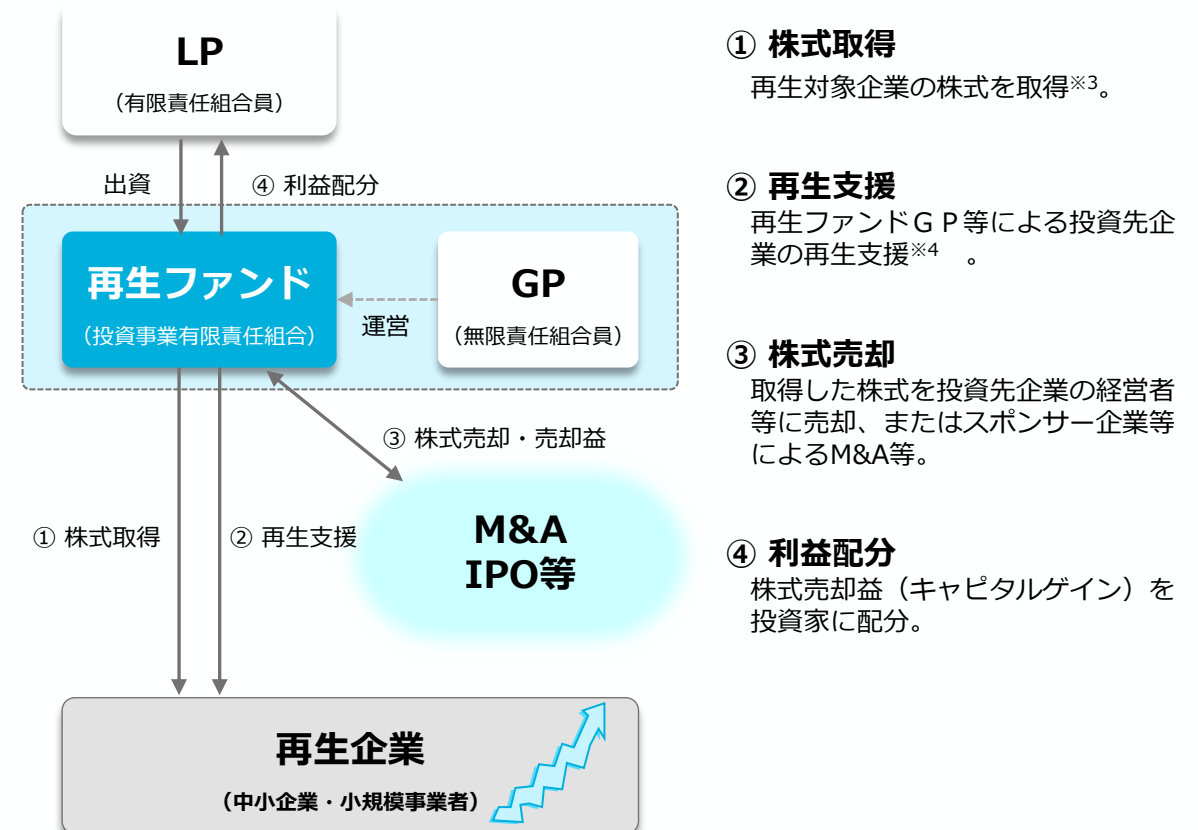 LP
（有限責任組合員）
出資
④ 利益配分
再生ファンド
（投資事業有限責任組合）
運営
GP
（無限責任組合員）
③ 株式売却・売却益
① 株式取得
② 再生支援
M&A
IPO等
再生企業
（中小企業・小規模事業者）
① 株式取得
再生対象企業の株式を取得※3。
② 再生支援
再生ファンドＧＰ等による投資先企
業の再生支援※4　。
③ 株式売却
取得した株式を投資先企業の経営者
等に売却、またはスポンサー企業等
によるM&A等。
④ 利益配分
株式売却益（キャピタルゲイン）を
投資家に配分。